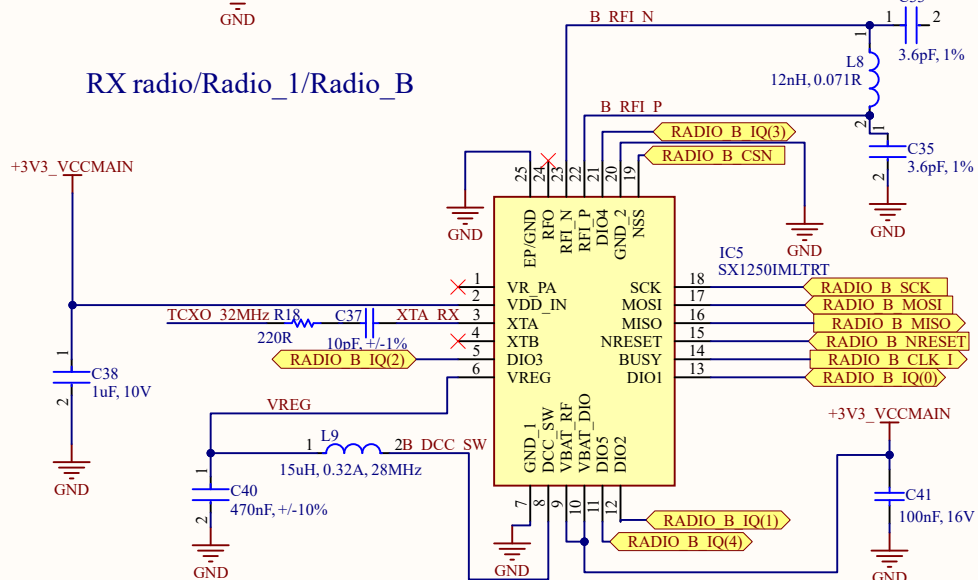 GND
B_RFI_N
1
2
3.6pF, 1%
1
L8
12nH, 0.071R
2
RX radio/Radio_1/Radio_B
B_RFI_P
RADIO_B_IQ(3)
RADIO_B_CSN
1
C35
3.6pF, 1%
2
GND
+3V3_VCCMAIN
25
24
23
22
21
20
19
GND
GND
EP/GND
RFO
RFI_N
RFI_P
DIO4
GND_2
NSS
IC5
SX1250IMLTRT
1
VR_PA
SCK
18
RADIO_B_SCK
2
VDD_IN
MOSI
17
RADIO_B_MOSI
TCXO_32MHz
R18
220R
C37
10pF, +/-1%
XTA_RX
3
XTA
MISO
16
RADIO_B_MISO
4
XTB
NRESET
15
RADIO_B_NRESET
RADIO_B_IQ(2)
5
DIO3
BUSY
14
RADIO_B_CLK_I
6
VREG
DIO1
13
RADIO_B_IQ(0)
1
C38
1uF, 10V
2
GND
VREG
1
L9
2
B_DCC_SW
15uH, 0.32A, 28MHz
1
C40
470nF, +/-10%
2
GND
GND_1
DCC_SW
VBAT_RF
VBAT_DIO
DIO5
DIO2
7
8
9
10
11
12
GND
RADIO_B_IQ(1)
RADIO_B_IQ(4)
+3V3_VCCMAIN
1
C41
100nF, 16V
2
GND